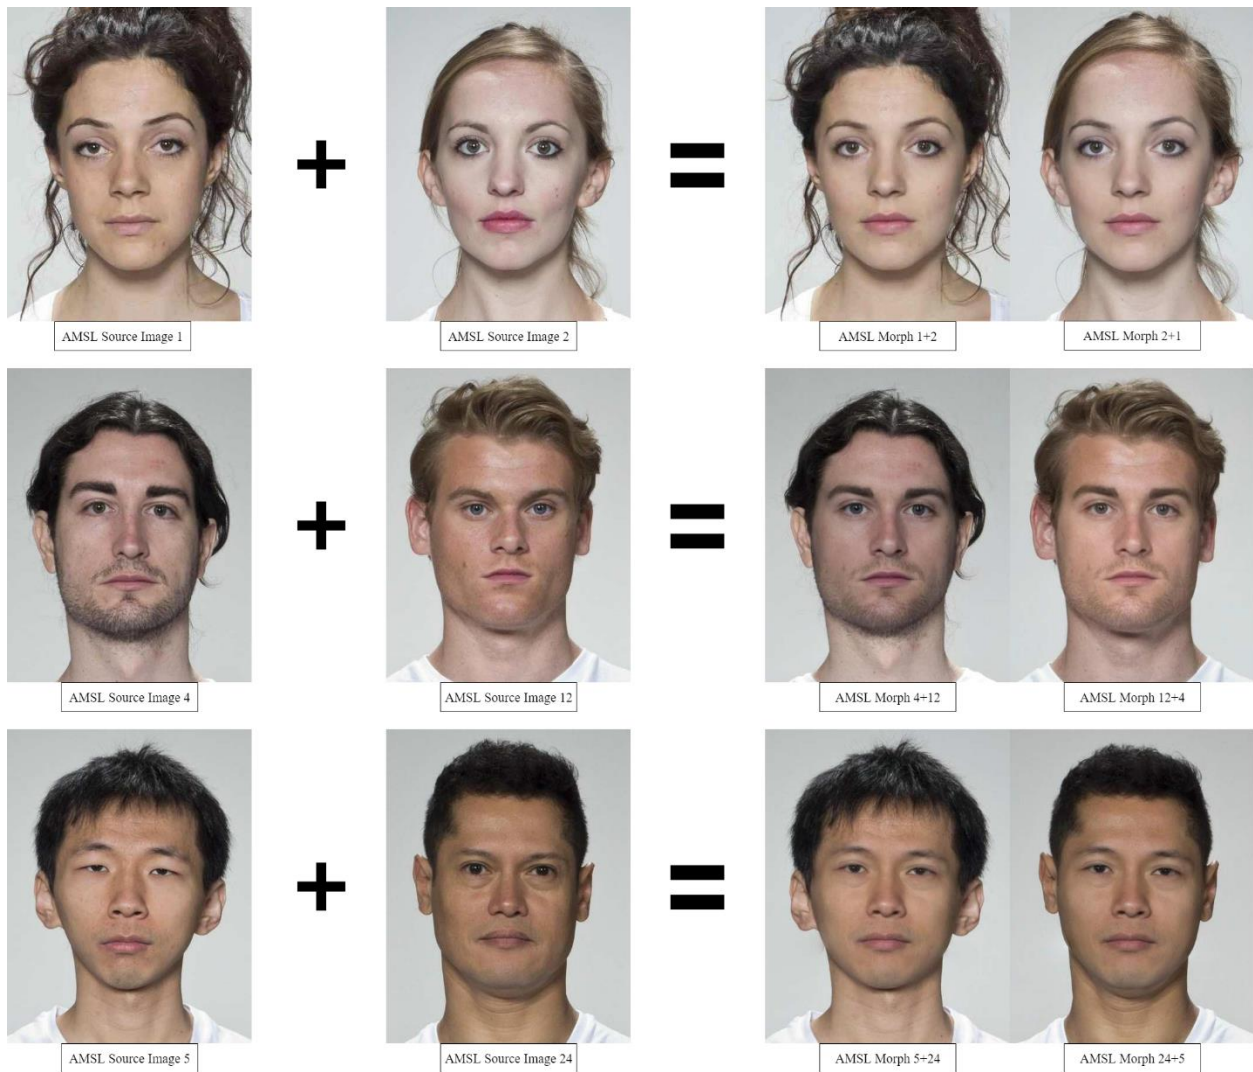 +
=
AMSL Source Image 1
AMSL Source Image 2
AMSL Morph 1+2
AMSL Morph 2+1
+
=
AMSL Source Image 4
AMSL Source Image 12
AMSL Morph 4+12
AMSL Morph 12+4
+
=
AMSL Source Image 5
AMSL Source Image 24
AMSL Morph 5+24
AMSL Morph 24+5